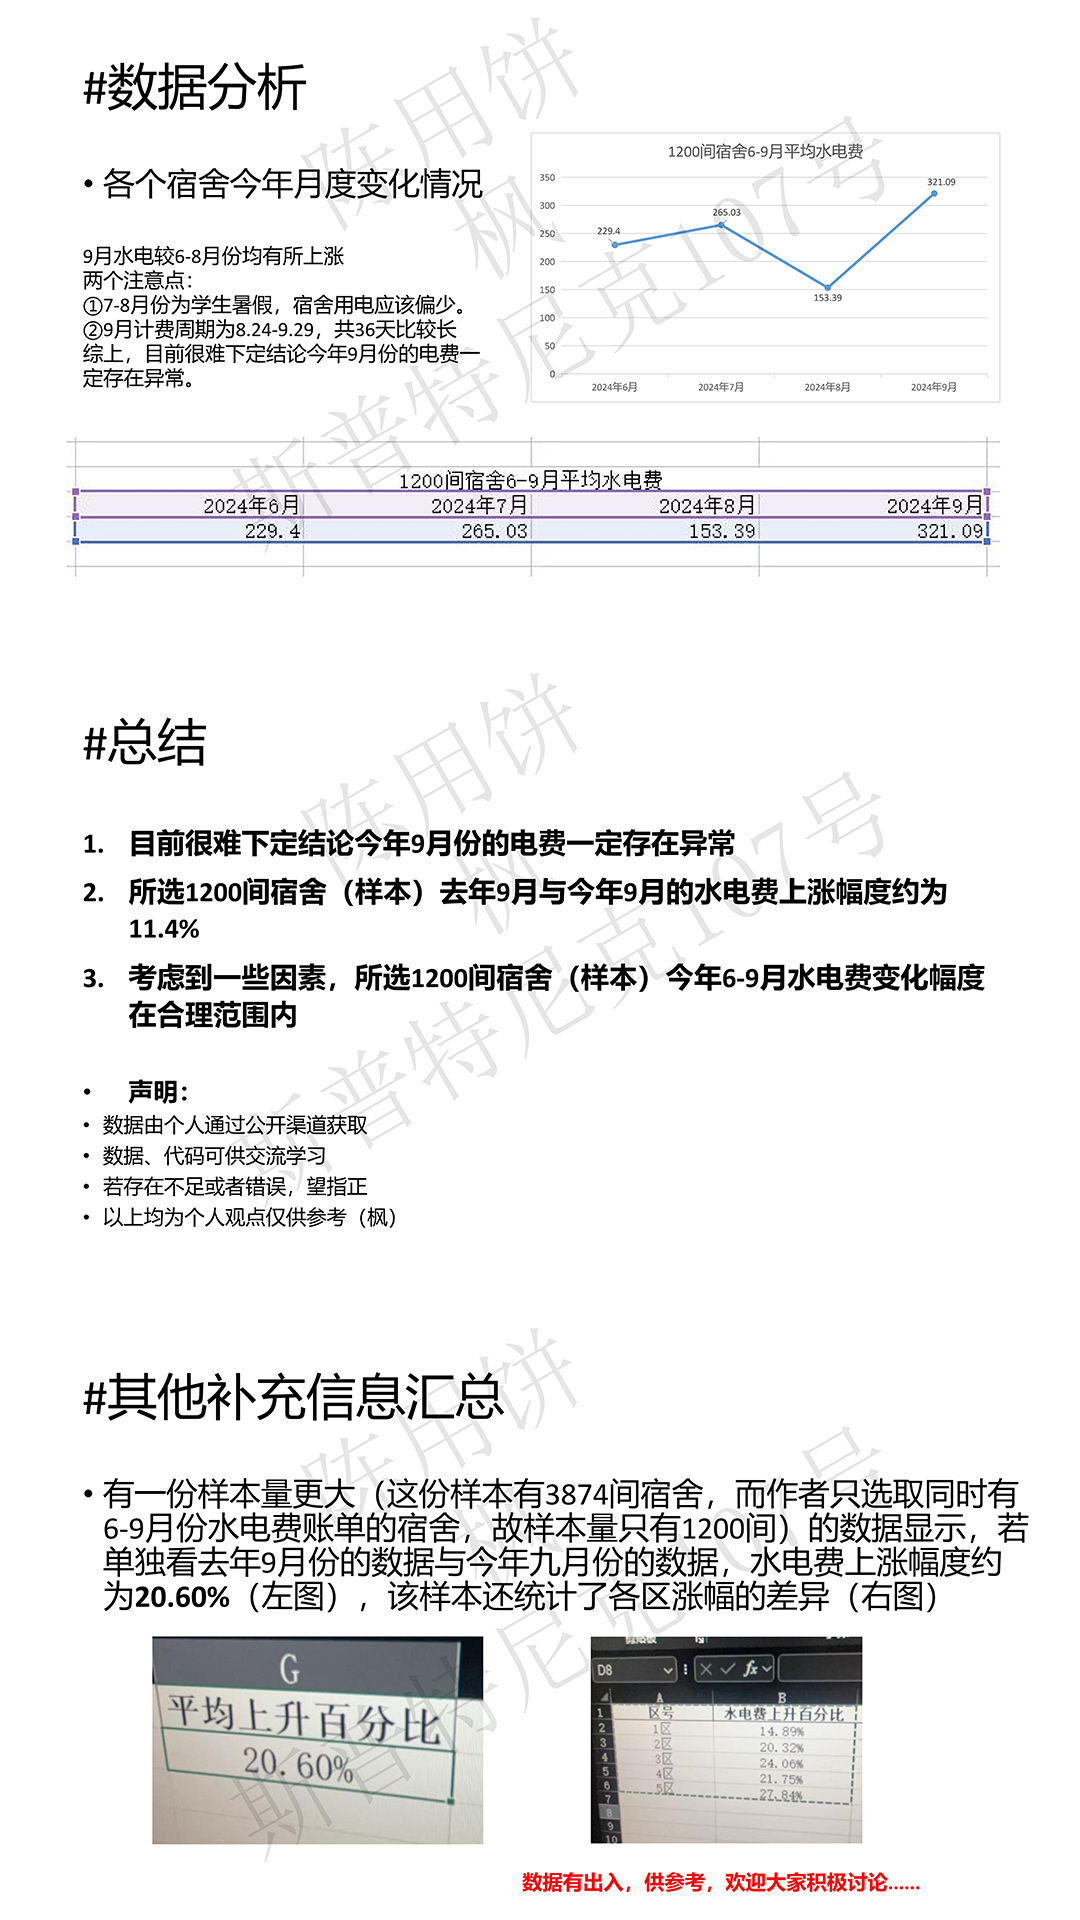 #数据分析
• 各个宿舍今年月度变化情况
9月水电较6-8月份均有所上涨
两个注意点：
①7-8月份为学生暑假，宿舍用电应该偏少。
②9月计费周期为8.24-9.29，共36天比较长
综上，目前很难下定结论今年9月份的电费一
定存在异常。
1200间宿舍6-9月平均水电费
350
300
250
200
150
100
50
0
229.4
265.03
153.39
321.09
2024年6月 2024年7月 2024年8月 2024年9月
1200间宿舍6-9月平均水电费
2024年6月 2024年7月 2024年8月 2024年9月
229.4 265.03 153.39 321.09
陈用饼
枫
斯普特尼克107号
#总结
1. 目前很难下定结论今年9月份的电费一定存在异常
2. 所选1200间宿舍（样本）去年9月与今年9月的水电费上涨幅度约为
11.4%
3. 考虑到一些因素，所选1200间宿舍（样本）今年6-9月水电费变化幅度
在合理范围内
• 声明：
• 数据由个人通过公开渠道获取
• 数据、代码可供交流学习
• 若存在不足或者错误，望指正
• 以上均为个人观点仅供参考（枫）
陈用饼
枫
斯普特尼克107号
#其他补充信息汇总
• 有一份样本量更大（这份样本有3874间宿舍，而作者只选取同时有
6-9月份水电费账单的宿舍，故样本量只有1200间）的数据显示，若
单独看去年9月份的数据与今年九月份的数据，水电费上涨幅度约
为20.60%（左图），该样本还统计了各区涨幅的差异（右图）
G
平均上升百分比
20.60%
D8 fx
A B
1 区号 水电费上升百分比
2 1区 14.89%
3 2区 20.32%
4 3区 24.06%
5 4区 21.75%
6 5区 27.84%
7
8
9
10
陈用饼
枫
斯普特尼克107号
数据有出入，供参考，欢迎大家积极讨论......